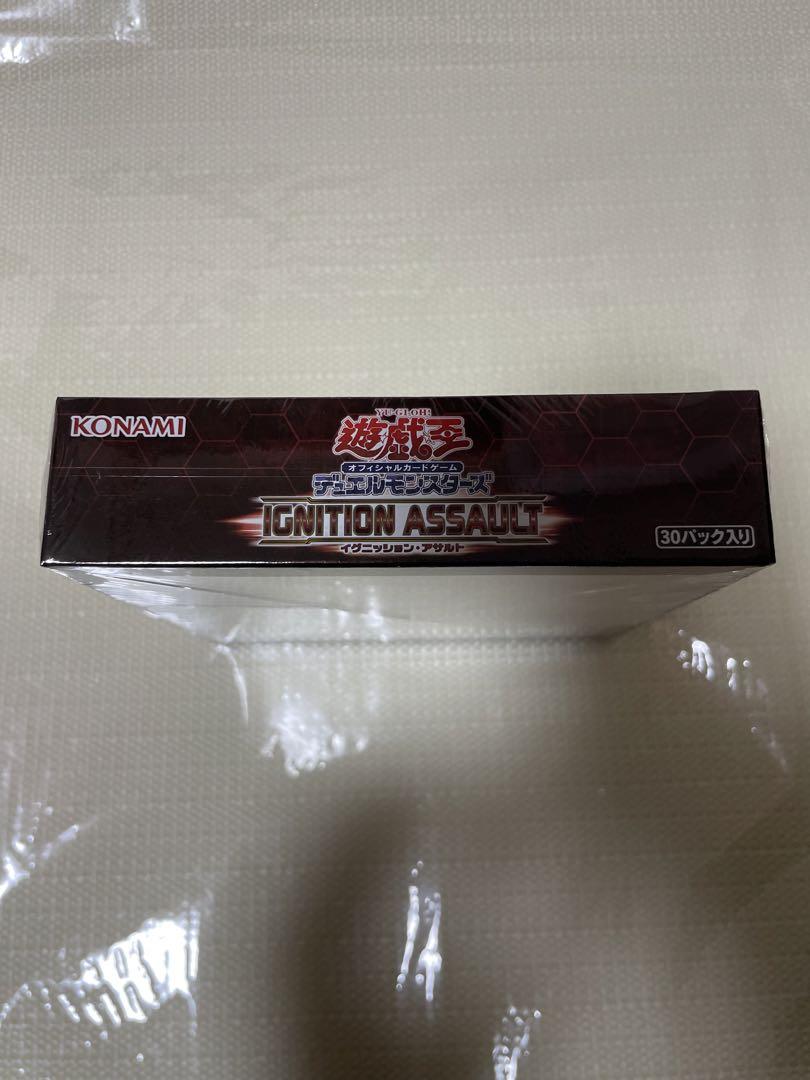 KONAMI
YU-GI-OH!
遊戯王
オフィシャルカードゲーム
デュエルモンスターズ
IGNITION ASSAULT
イグニッション・アサルト
30パック入り